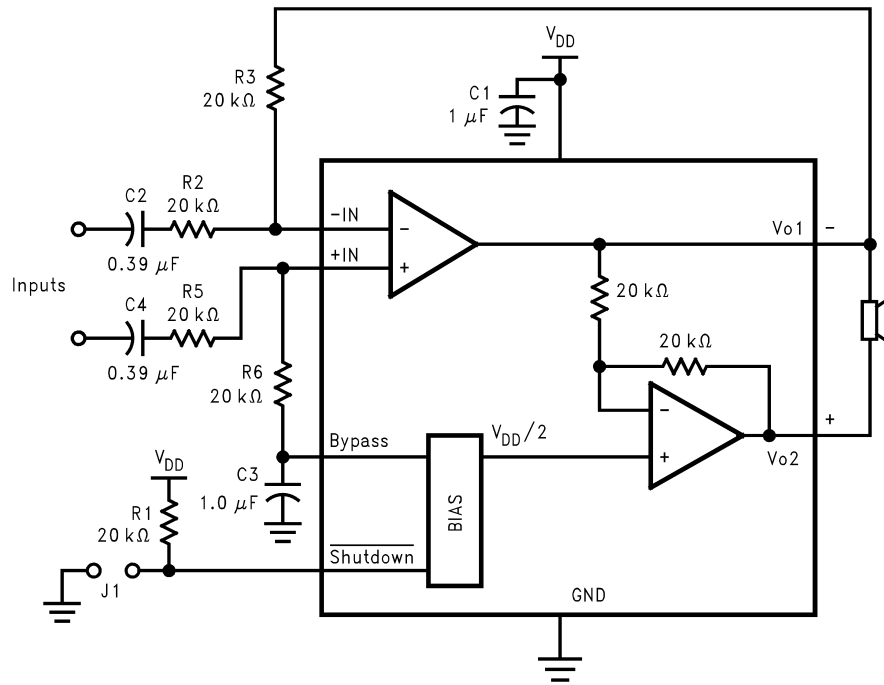 V_DD
R3
20 kΩ
C1
1 μF
C2
R2
20 kΩ
-IN
-
Vo1
-
0.39 μF
+IN
+
Inputs
C4
R5
20 kΩ
20 kΩ
0.39 μF
20 kΩ
R6
20 kΩ
-
+
Bypass
V_DD/2
+
Vo2
V_DD
C3
1.0 μF
BIAS
R1
20 kΩ
Shutdown
J1
GND